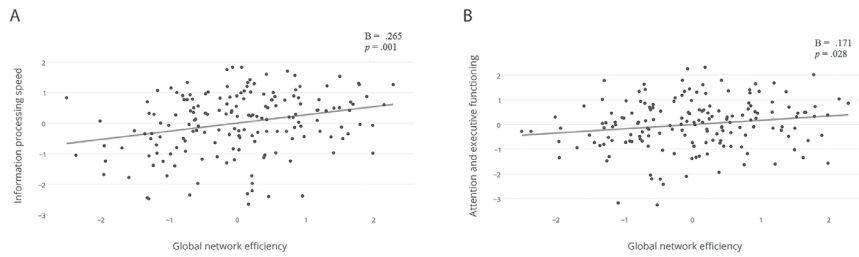 A
B = .265
p = .001
Information processing speed
2
1
0
−1
−2
−3
−2
−1
0
1
2
Global network efficiency
B
B = .171
p = .028
Attention and executive functioning
2
1
0
−1
−2
−3
−2
−1
0
1
2
Global network efficiency